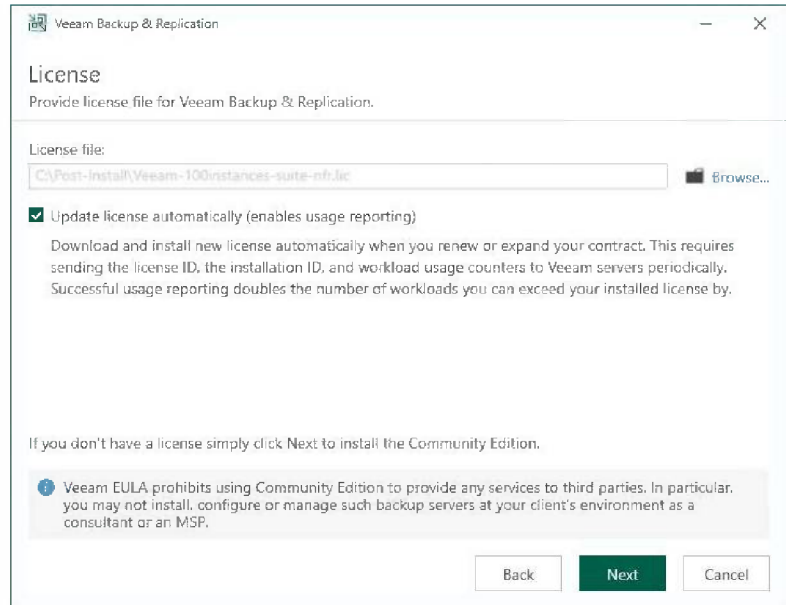 Veeam Backup & Replication
License
Provide license file for Veeam Backup & Replication.
License file:
C:\Post-Install\Veeam-100instances-suite-nfr.lic
Browse...
Update license automatically (enables usage reporting)
Download and install new license automatically when you renew or expand your contract. This requires
sending the license ID, the installation ID, and workload usage counters to Veeam servers periodically.
Successful usage reporting doubles the number of workloads you can exceed your installed license by.
If you don't have a license simply click Next to install the Community Edition.
Veeam EULA prohibits using Community Edition to provide any services to third parties. In particular,
you may not install, configure or manage such backup servers at your client's environment as a
consultant or an MSP.
Back
Next
Cancel